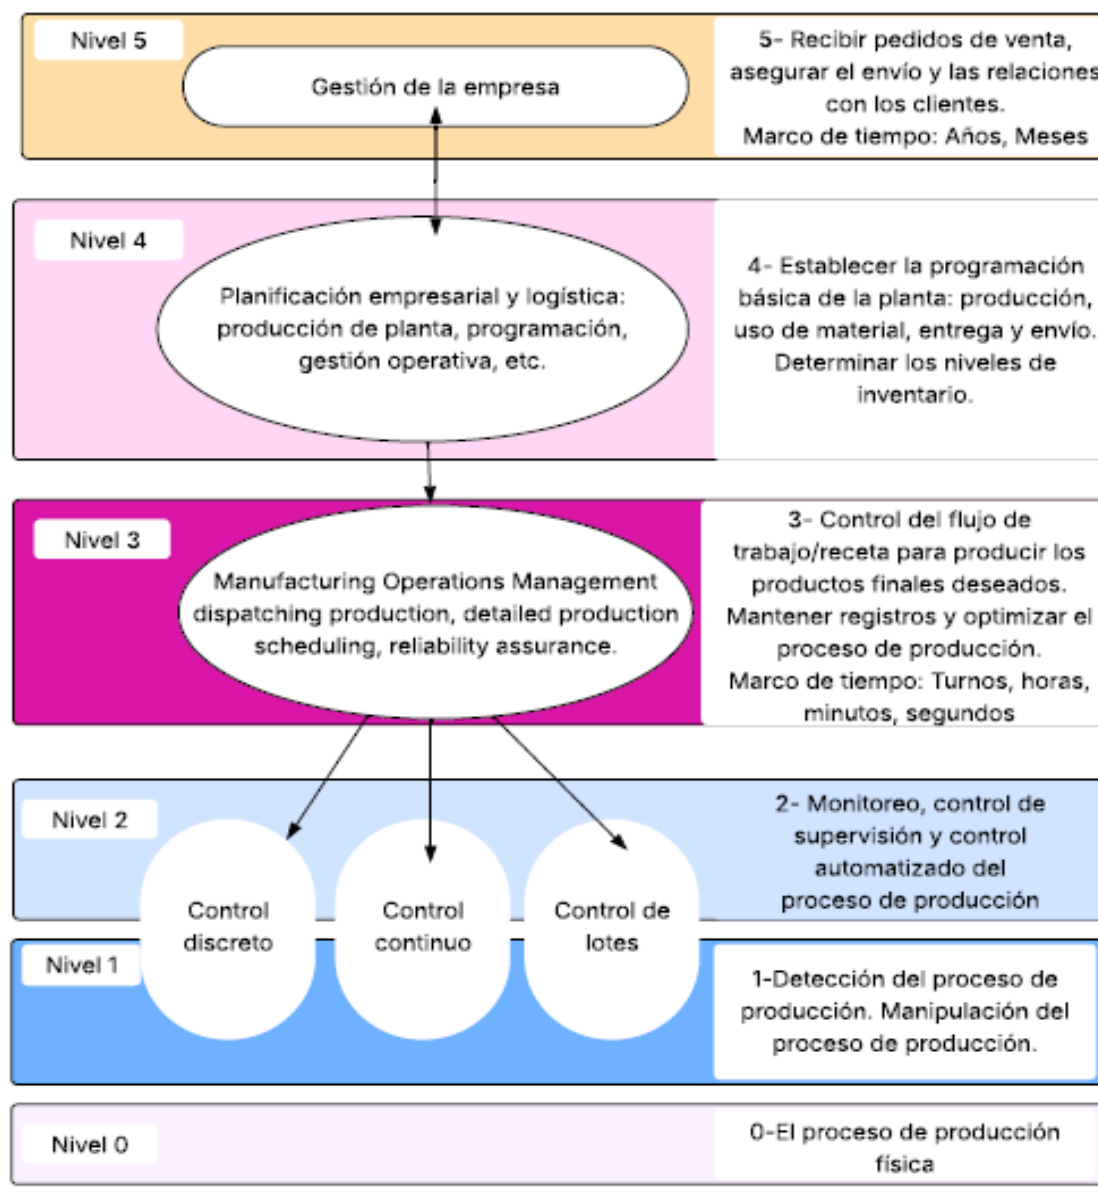 Nivel 5
Gestión de la empresa
5- Recibir pedidos de venta,
asegurar el envío y las relaciones
con los clientes.
Marco de tiempo: Años, Meses
Nivel 4
Planificación empresarial y logística:
producción de planta, programación,
gestión operativa, etc.
4- Establecer la programación
básica de la planta: producción,
uso de material, entrega y envío.
Determinar los niveles de
inventario.
Nivel 3
Manufacturing Operations Management
dispatching production, detailed production
scheduling, reliability assurance.
3- Control del flujo de
trabajo/receta para producir los
productos finales deseados.
Mantener registros y optimizar el
proceso de producción.
Marco de tiempo: Turnos, horas,
minutos, segundos
Nivel 2
2- Monitoreo, control de
supervisión y control
automatizado del
proceso de producción
Control
discreto
Control
continuo
Control de
lotes
Nivel 1
1-Detección del proceso de
producción. Manipulación del
proceso de producción.
Nivel 0
0-El proceso de producción
física